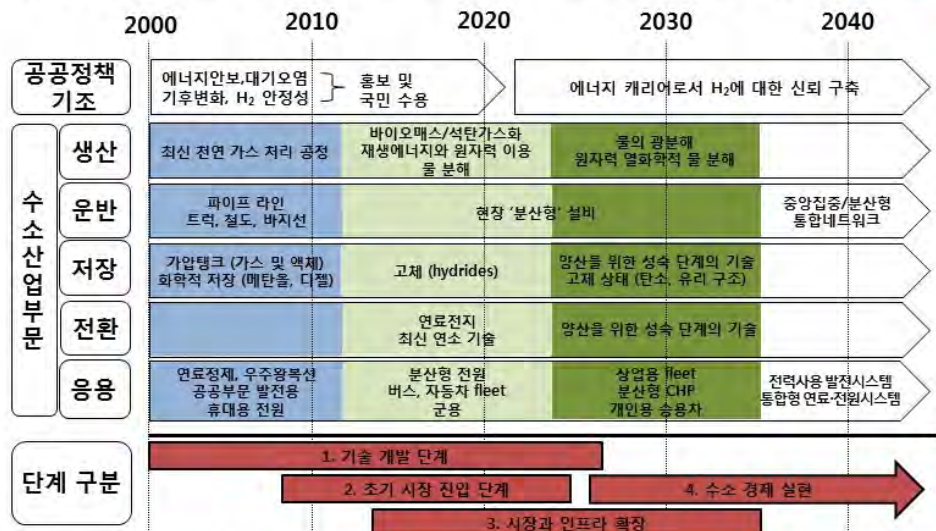 2000 2010 2020 2030 2040
공공정책
기조
에너지안보,대기오염
기후변화, H₂ 안정성
홍보 및
국민 수용
에너지 캐리어로서 H₂에 대한 신뢰 구축
수소산업부문
생산
최신 천연 가스 처리 공정
바이오매스/석탄가스화
재생에너지와 원자력 이용
물 분해
물의 광분해
원자력 열화학적 물 분해
운반
파이프 라인
트럭, 철도, 바지선
현장 '분산형' 설비
중앙집중/분산형
통합네트워크
저장
가압탱크 (가스 및 액체)
화학적 저장 (메탄올, 디젤)
고체 (hydrides)
양산를 위한 성숙 단계의 기술
고체 상태 (탄소, 유리 구조)
전환
연료전지
최신 연소 기술
양산를 위한 성숙 단계의 기술
응용
연료정제, 우주왕복선
공공부문 발전용
휴대용 전원
분산형 전원
버스, 자동차 fleet
군용
상업용 fleet
분산형 CHP
개인용 승용차
전력사용 발전시스템
통합형 연료·전원시스템
단계 구분
1. 기술 개발 단계
2. 초기 시장 진입 단계
4. 수소 경제 실현
3. 시장과 인프라 확장